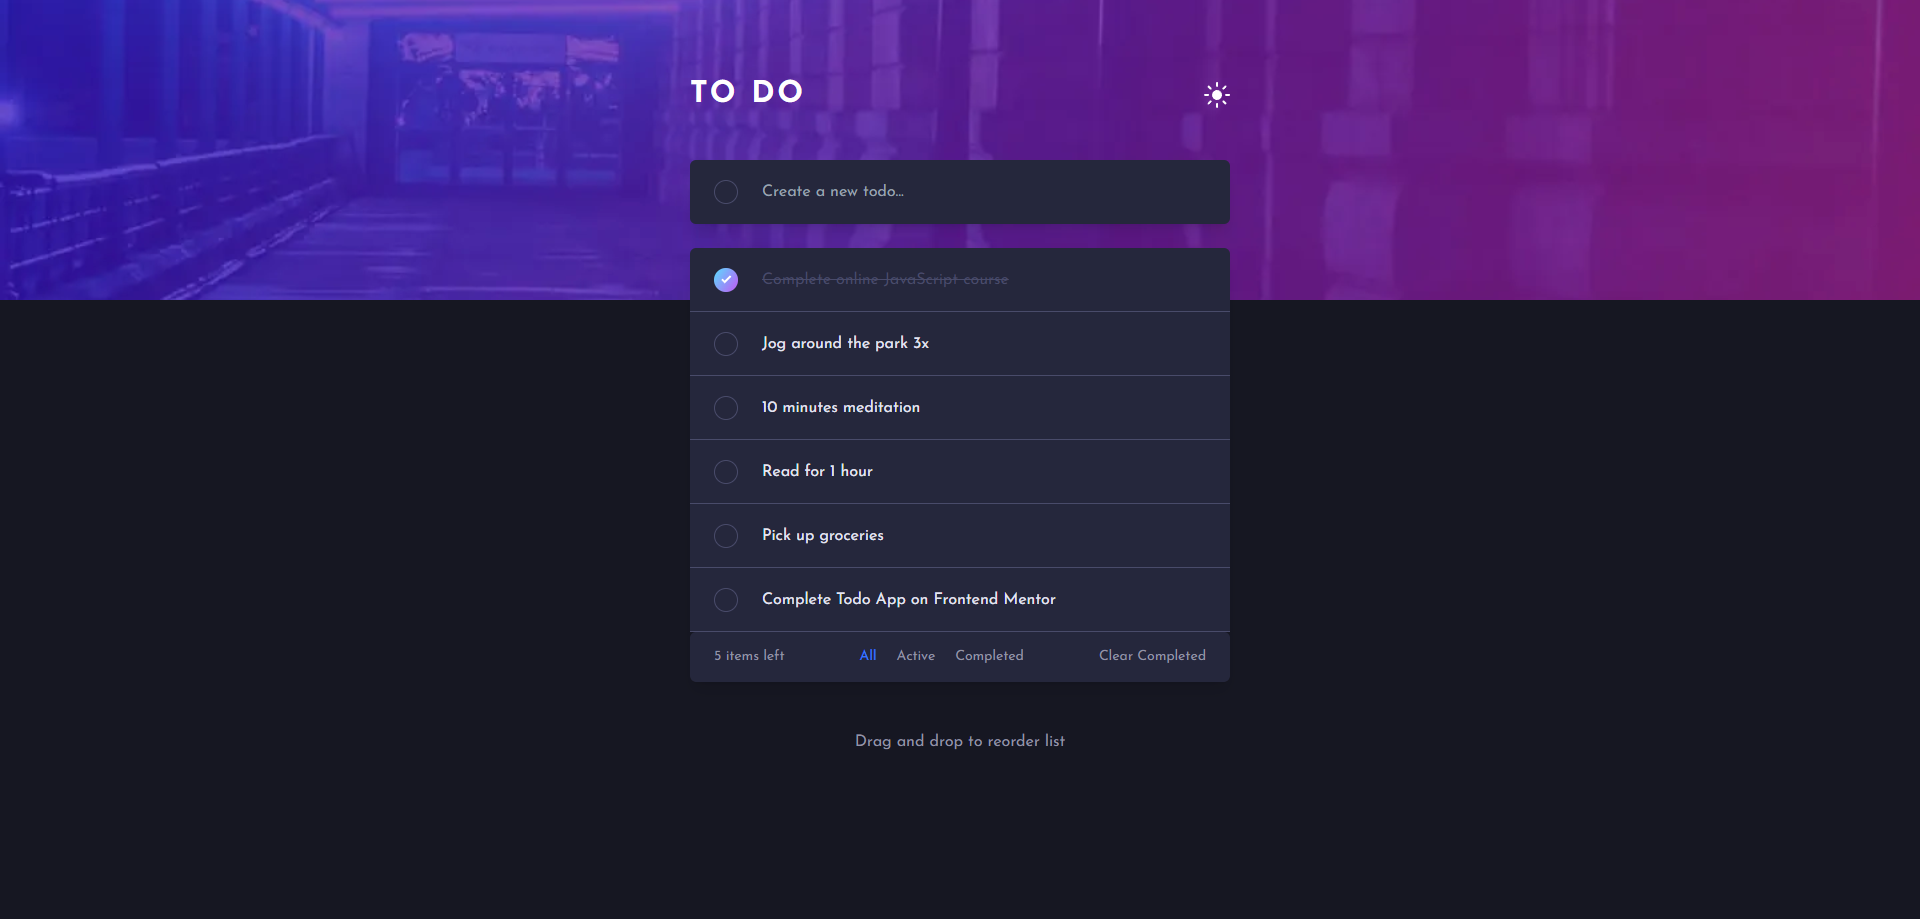 TO DO
Create a new todo...
Complete online JavaScript course
Jog around the park 3x
10 minutes meditation
Read for 1 hour
Pick up groceries
Complete Todo App on Frontend Mentor
5 items left All Active Completed Clear Completed
Drag and drop to reorder list